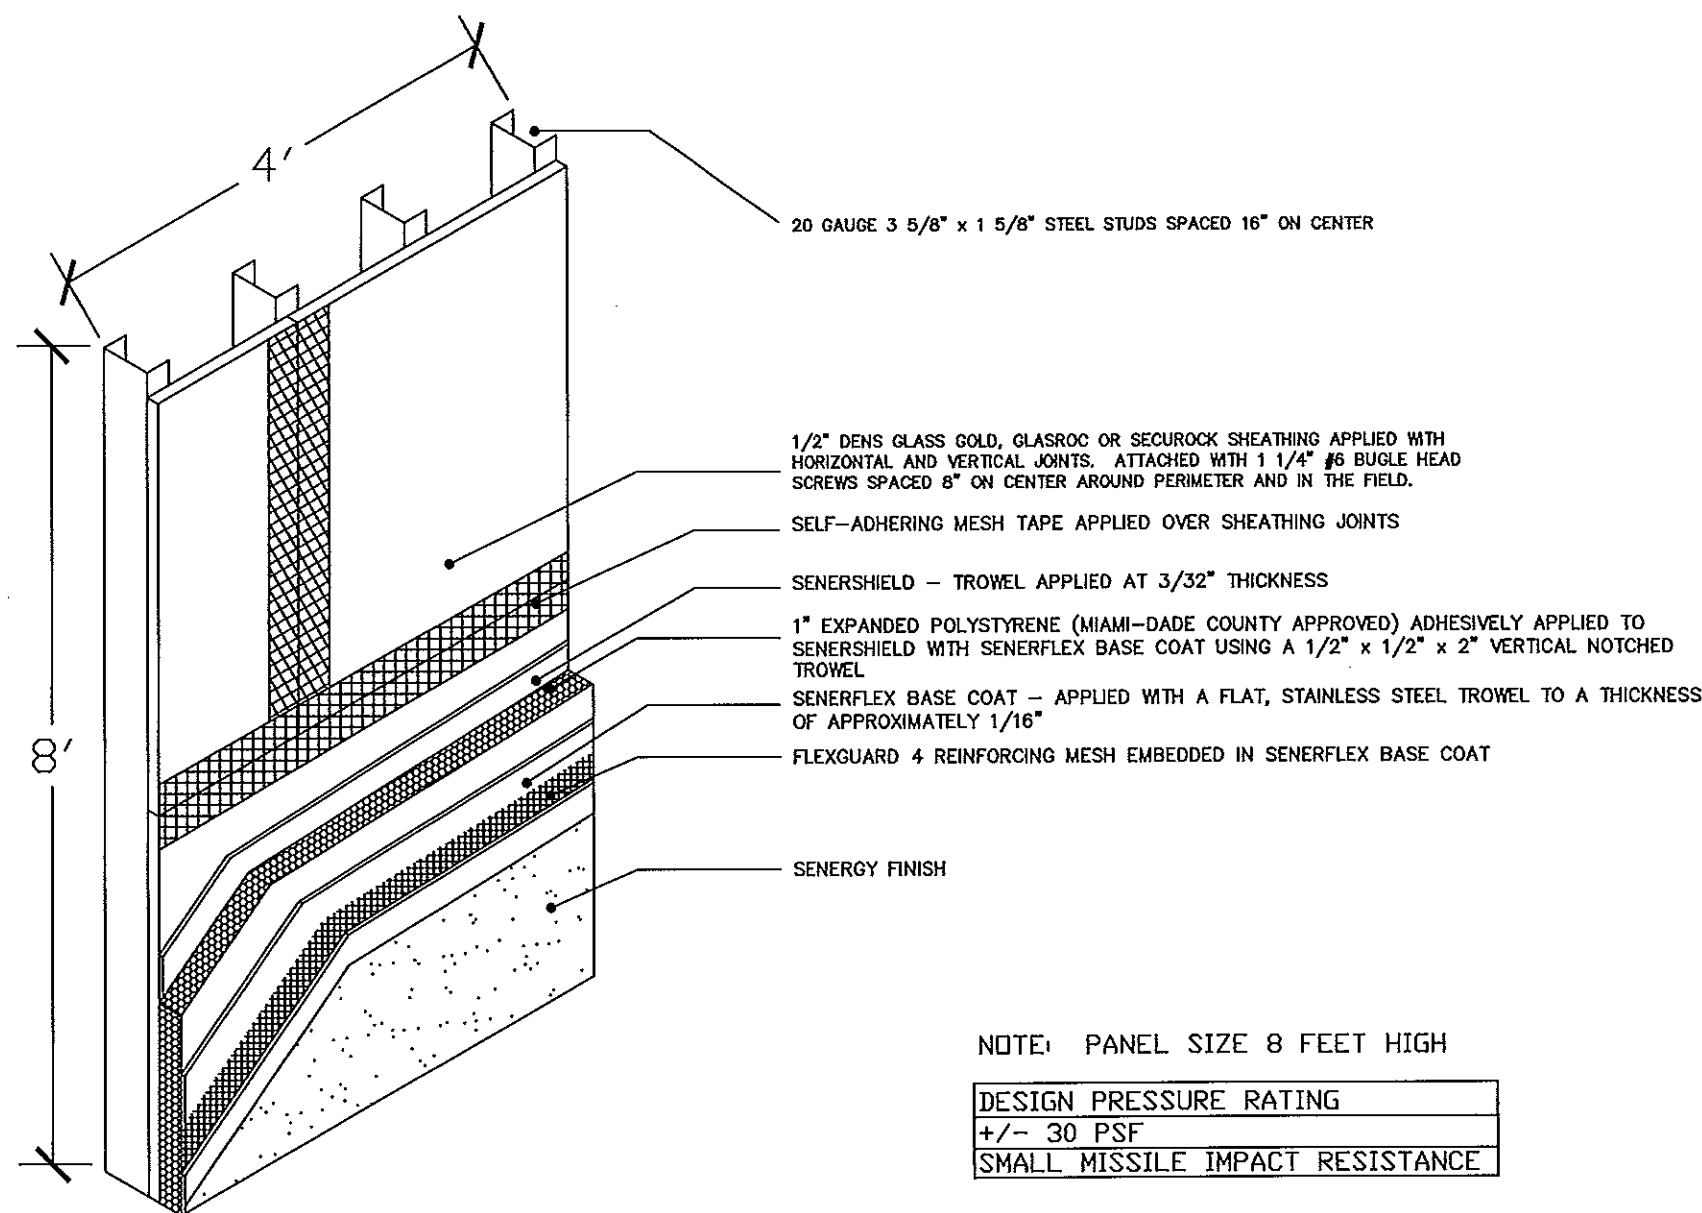 4'
20 GAUGE 3 5/8" x 1 5/8" STEEL STUDS SPACED 16" ON CENTER
1/2" DENS GLASS GOLD, GLASROC OR SECUROCK SHEATHING APPLIED WITH
HORIZONTAL AND VERTICAL JOINTS. ATTACHED WITH 1 1/4" #6 BUGLE HEAD
SCREWS SPACED 8" ON CENTER AROUND PERIMETER AND IN THE FIELD.
SELF-ADHERING MESH TAPE APPLIED OVER SHEATHING JOINTS
SENERSHIELD - TROWEL APPLIED AT 3/32" THICKNESS
1" EXPANDED POLYSTYRENE (MIAMI-DADE COUNTY APPROVED) ADHESIVELY APPLIED TO
SENERSHIELD WITH SENERFLEX BASE COAT USING A 1/2" x 1/2" x 2" VERTICAL NOTCHED
TROWEL
SENERFLEX BASE COAT - APPLIED WITH A FLAT, STAINLESS STEEL TROWEL TO A THICKNESS
OF APPROXIMATELY 1/16"
8'
FLEXGUARD 4 REINFORCING MESH EMBEDDED IN SENERFLEX BASE COAT
SENERGY FINISH
NOTE: PANEL SIZE 8 FEET HIGH
DESIGN PRESSURE RATING
+/- 30 PSF
SMALL MISSILE IMPACT RESISTANCE